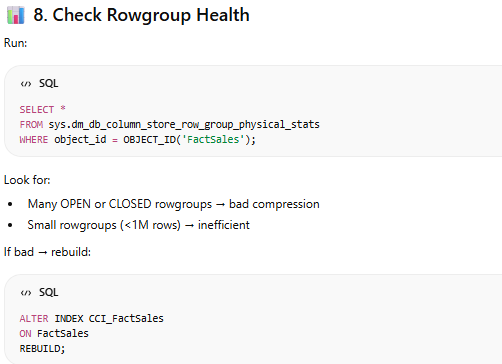 8. Check Rowgroup Health
Run:
</> SQL
SELECT *
FROM sys.dm_db_column_store_row_group_physical_stats
WHERE object_id = OBJECT_ID('FactSales');
Look for:
• Many OPEN or CLOSED rowgroups → bad compression
• Small rowgroups (<1M rows) → inefficient
If bad → rebuild:
</> SQL
ALTER INDEX CCI_FactSales
ON FactSales
REBUILD;